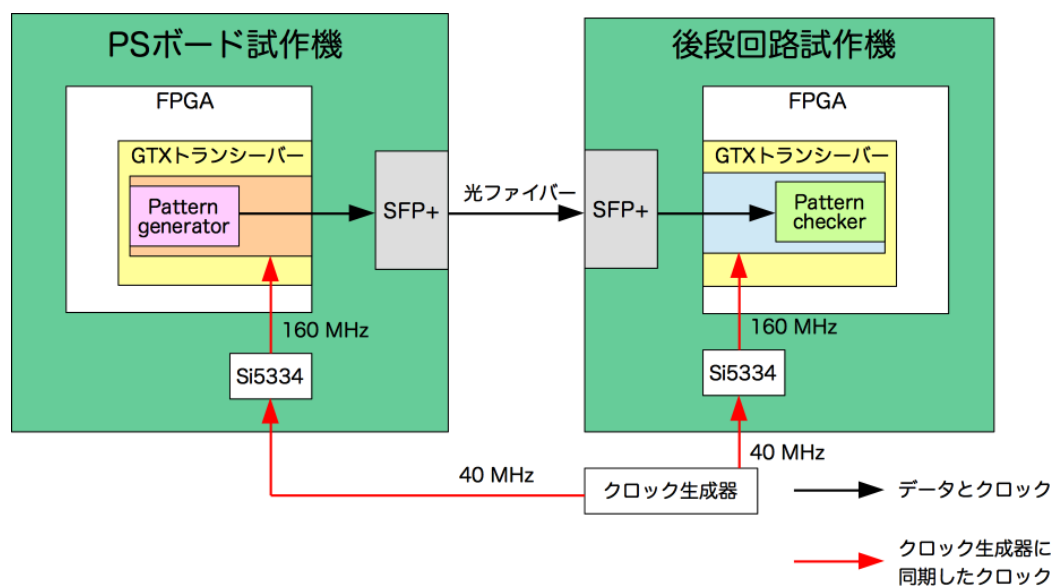 PSボード試作機
後段回路試作機
FPGA
FPGA
GTXトランシーバー
GTXトランシーバー
Pattern
generator
SFP+
光ファイバー
SFP+
Pattern
checker
160 MHz
160 MHz
Si5334
Si5334
40 MHz
40 MHz
クロック生成器
データとクロック
クロック生成器に
同期したクロック